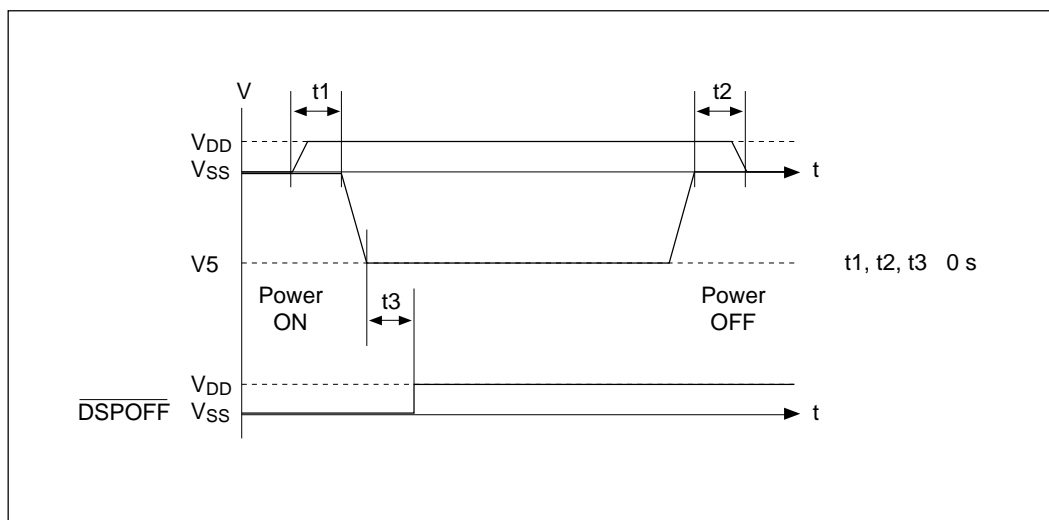 V
t1
t2
VDD
VSS
t
V5
t1, t2, t3 0 s
Power
ON
t3
Power
OFF
VDD
DSPOFF VSS
t